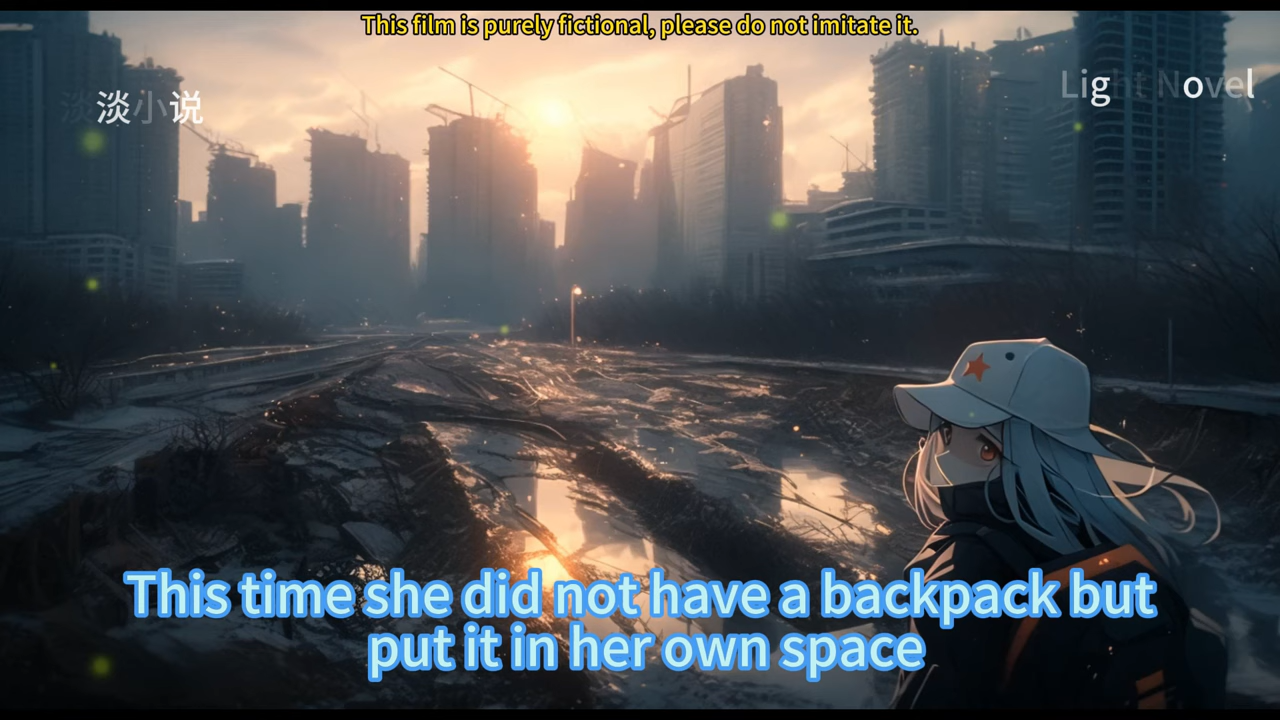 This film is purely fictional, please do not imitate it.
淡淡小说
Light Novel
This time she did not have a backpack but
put it in her own space